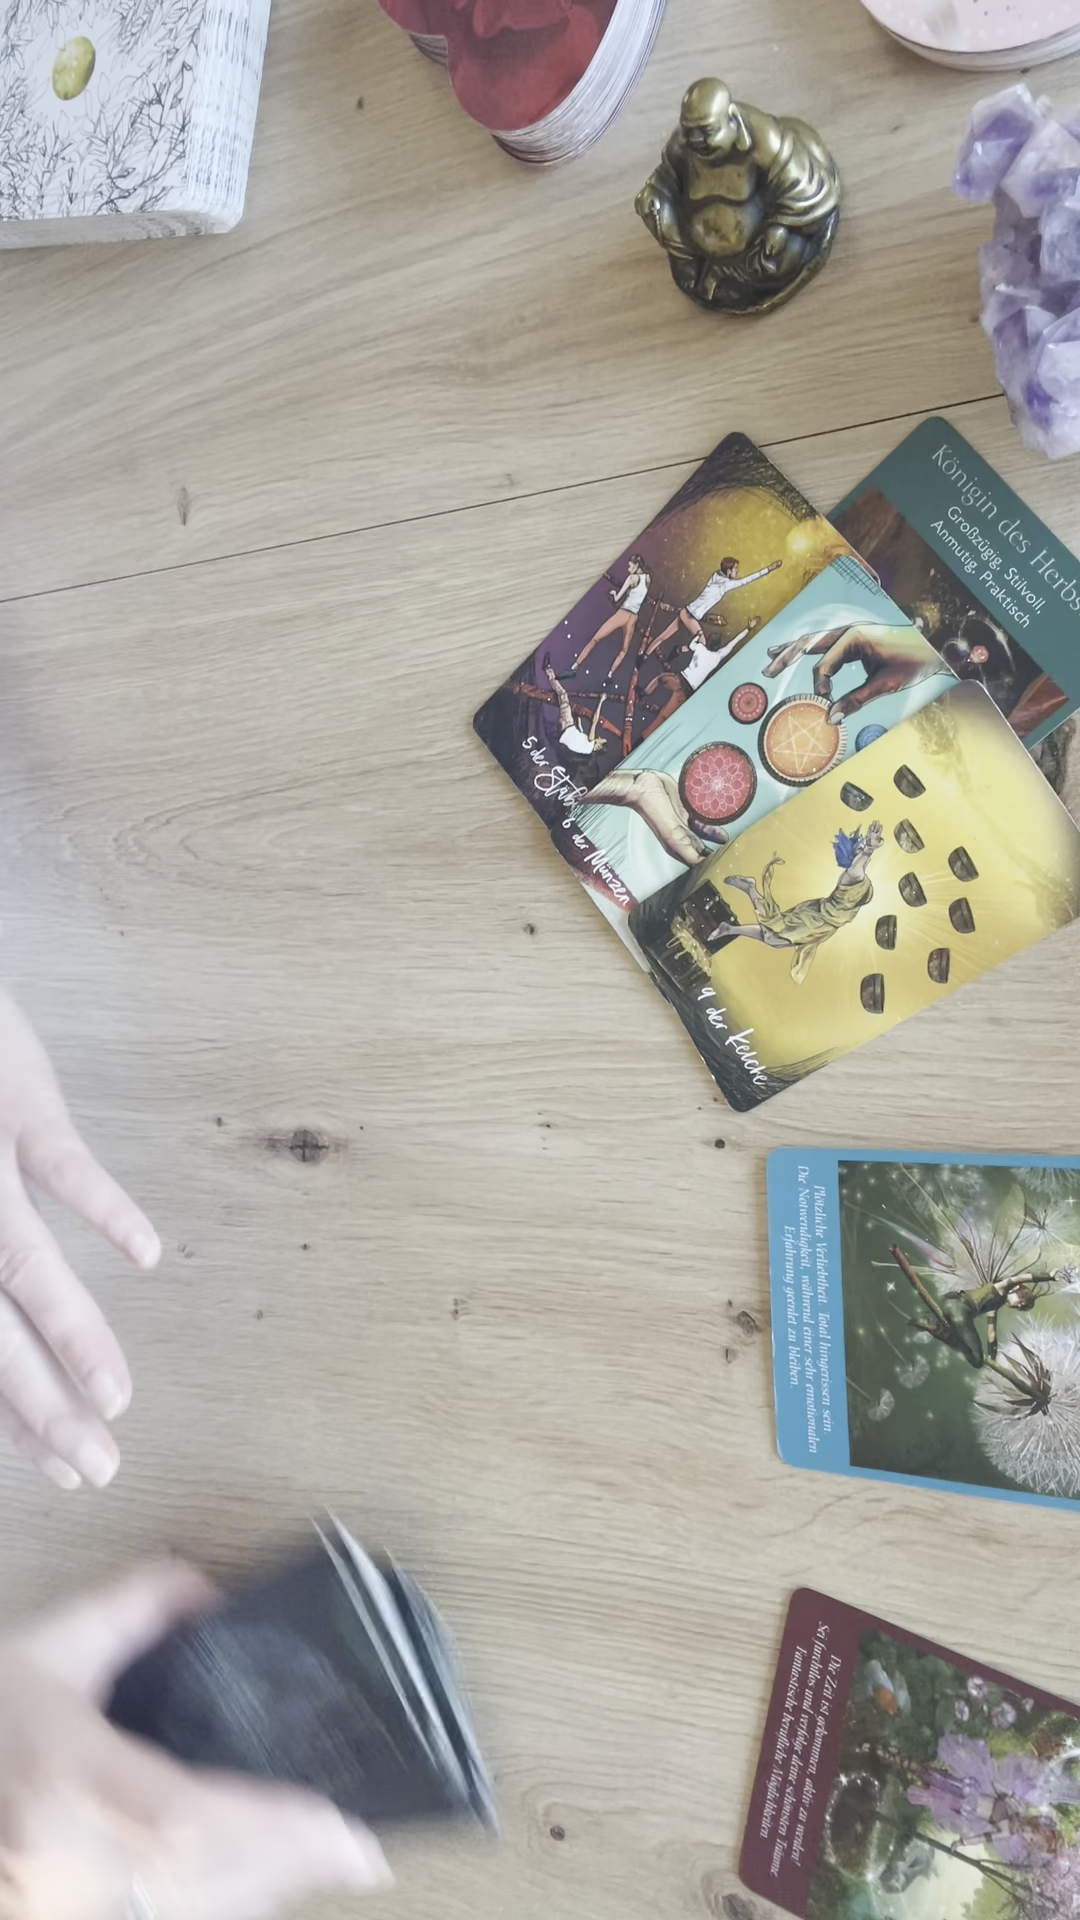 Königin des Herbs
Großzügig, Stilvoll,
Anmutig, Praktisch
5 der Stäb
6 der Münzen
9 der Kelche
Plötzliche Verliebtheit. Total hingerissen sein.
Die Notwendigkeit, während einer sehr emotionalen
Erfahrung geerdet zu bleiben.
Die Zeit ist gekommen, aktiv zu werden!
Sei furchtlos und verfolge deine schönsten Träume.
Fantastische berufliche Möglichkeiten.